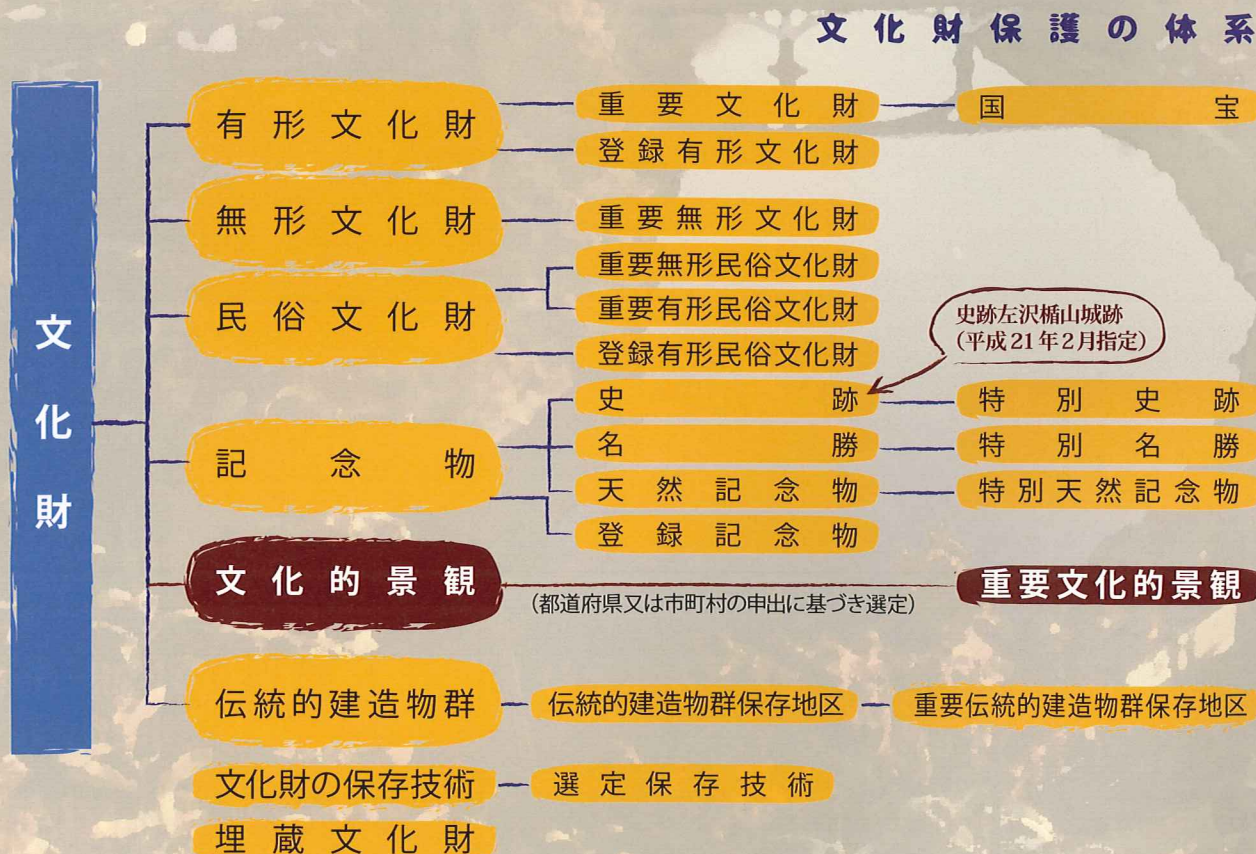 文化財保護の体系
文化財
有形文化財
重要文化財
国宝
登録有形文化財
無形文化財
重要無形文化財
民俗文化財
重要無形民俗文化財
重要有形民俗文化財
登録有形民俗文化財
史跡左沢楯山城跡
(平成21年2月指定)
記念物
史跡
特別史跡
名勝
特別名勝
天然記念物
特別天然記念物
登録記念物
文化的景観
(都道府県又は市町村の申出に基づき選定)
重要文化的景観
伝統的建造物群
伝統的建造物群保存地区
重要伝統的建造物群保存地区
文化財の保存技術
選定保存技術
埋蔵文化財